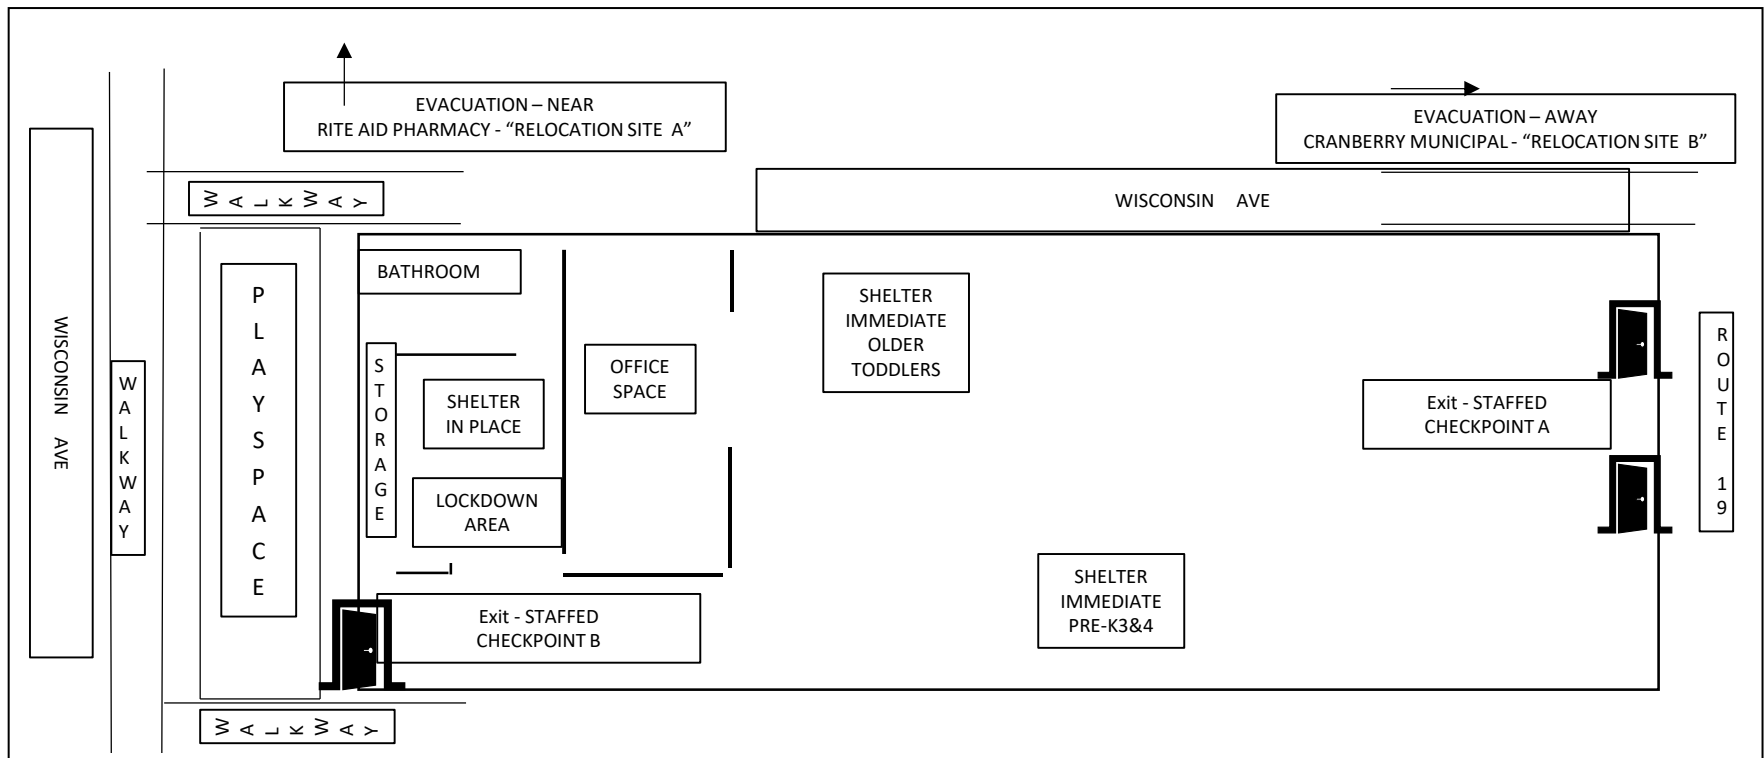 EVACUATION – NEAR
RITE AID PHARMACY - “RELOCATION SITE A”
EVACUATION – AWAY
CRANBERRY MUNICIPAL - “RELOCATION SITE B”
WALKWAY
WISCONSIN AVE
WISCONSIN AVE
WALKWAY
PLAYSPACE
BATHROOM
STORAGE
SHELTER
IN PLACE
LOCKDOWN
AREA
OFFICE
SPACE
SHELTER
IMMEDIATE
OLDER
TODDLERS
Exit - STAFFED
CHECKPOINT A
ROUTE 19
Exit - STAFFED
CHECKPOINT B
SHELTER
IMMEDIATE
PRE-K3&4
WALKWAY